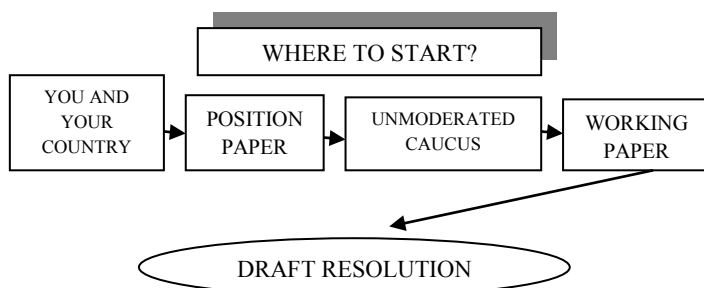 WHERE TO START?
YOU AND
YOUR
COUNTRY
POSITION
PAPER
UNMODERATED
CAUCUS
WORKING
PAPER
DRAFT RESOLUTION